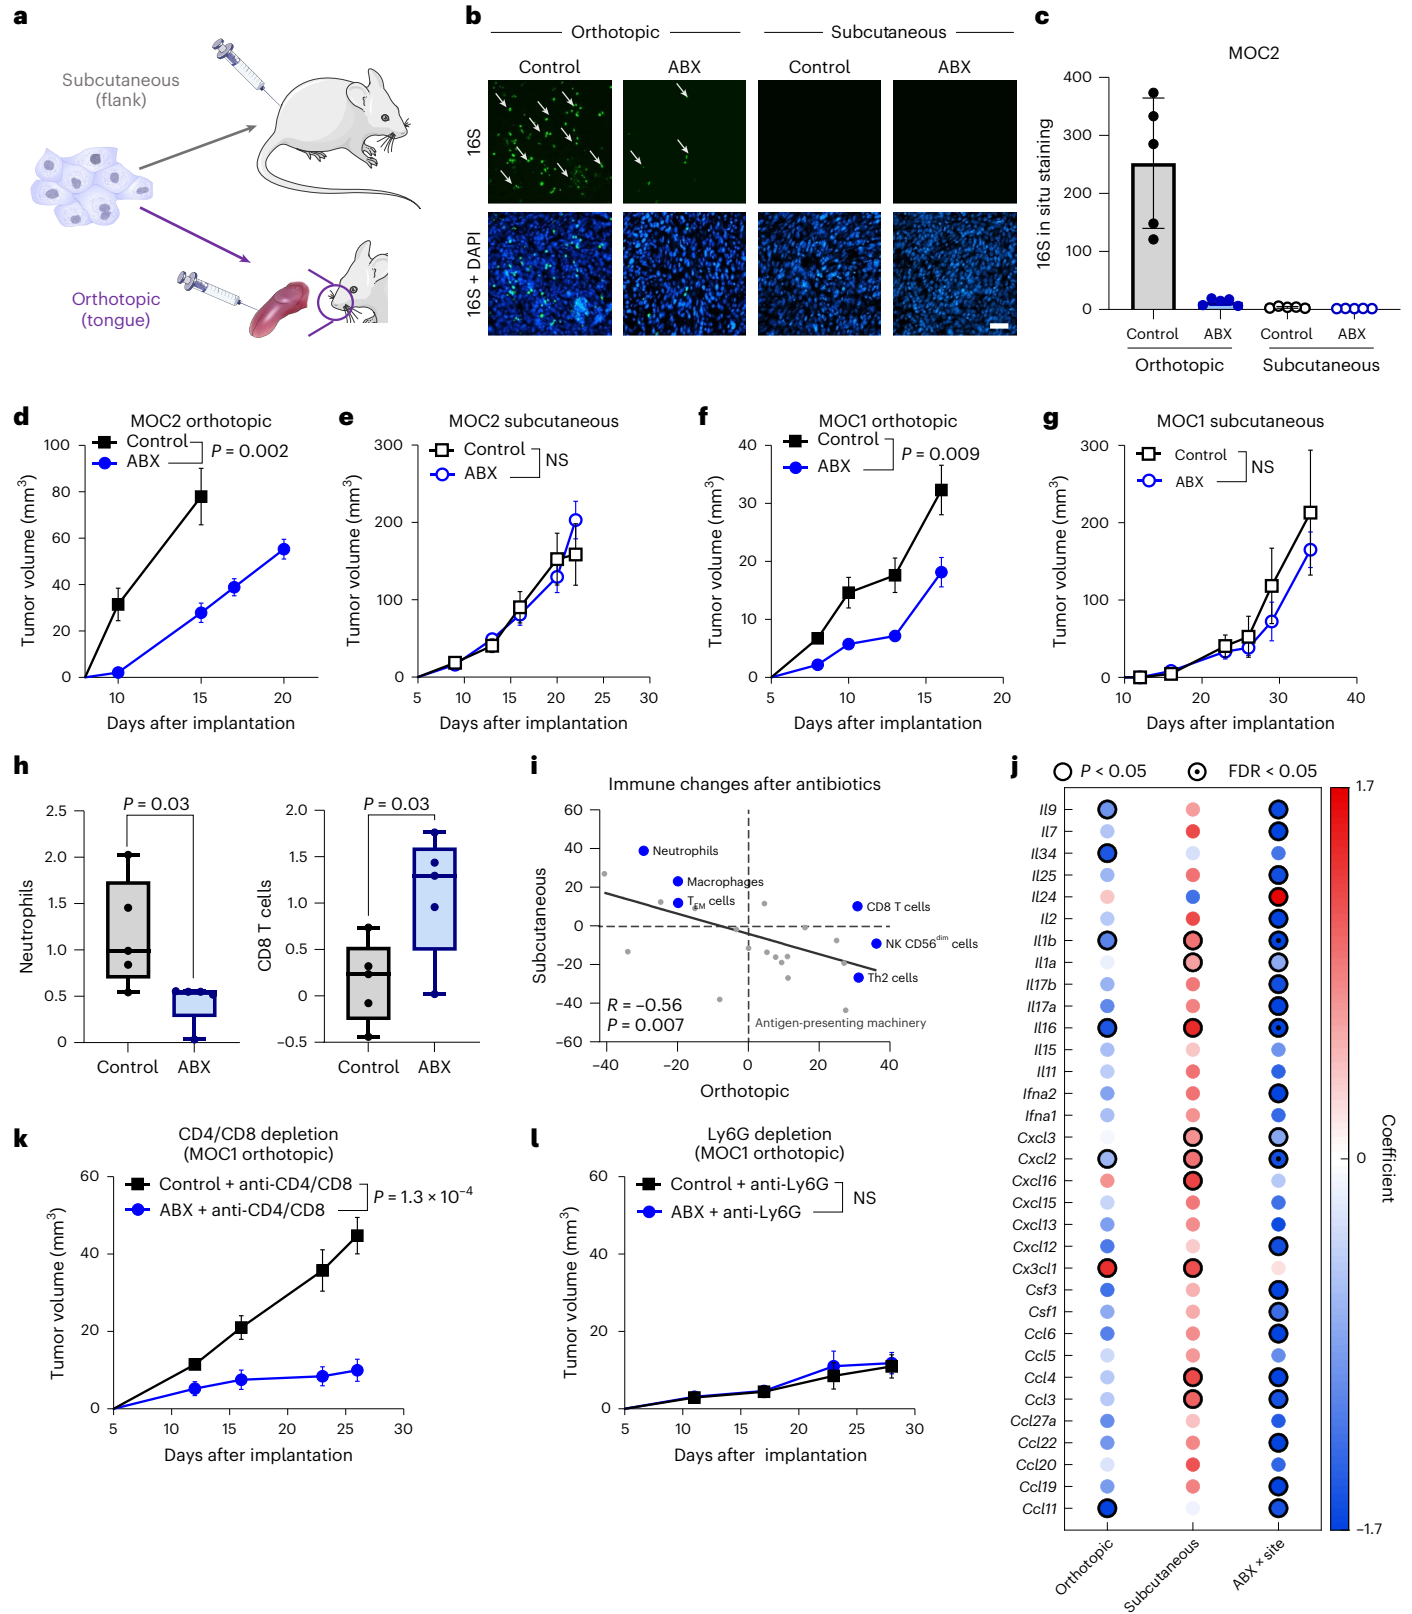 a
Subcutaneous
(flank)
Orthotopic
(tongue)
b
Orthotopic
Subcutaneous
Control
ABX
Control
ABX
16S
16S + DAPI
c
MOC2
16S in situ staining
400
300
200
100
0
Control
ABX
Control
ABX
Orthotopic
Subcutaneous
d
MOC2 orthotopic
Control
ABX
P = 0.002
Tumor volume (mm³)
100
80
60
40
20
0
10
15
20
Days after implantation
e
MOC2 subcutaneous
Control
ABX
NS
Tumor volume (mm³)
300
200
100
0
5
10
15
20
25
30
Days after implantation
f
MOC1 orthotopic
Control
ABX
P = 0.009
Tumor volume (mm³)
40
30
20
10
0
5
10
15
20
Days after implantation
g
MOC1 subcutaneous
Control
ABX
NS
Tumor volume (mm³)
300
200
100
0
10
20
30
40
Days after implantation
h
P = 0.03
Neutrophils
2.5
2.0
1.5
1.0
0.5
0
Control
ABX
P = 0.03
CD8 T cells
2.0
1.5
1.0
0.5
0
–0.5
Control
ABX
i
Immune changes after antibiotics
Subcutaneous
60
40
20
0
–20
–40
–60
Neutrophils
Macrophages
TEM cells
CD8 T cells
NK CD56dim cells
Th2 cells
R = –0.56
P = 0.007
Antigen-presenting machinery
–40
–20
0
20
40
Orthotopic
j
P < 0.05
FDR < 0.05
Il9
Il7
Il34
Il25
Il24
Il2
Il1b
Il1a
Il17b
Il17a
Il16
Il15
Il11
Ifna2
Ifna1
Cxcl3
Cxcl2
Cxcl16
Cxcl15
Cxcl13
Cxcl12
Cx3cl1
Csf3
Csf1
Ccl6
Ccl5
Ccl4
Ccl3
Ccl27a
Ccl22
Ccl20
Ccl19
Ccl11
Orthotopic
Subcutaneous
ABX × site
1.7
0
–1.7
Coefficient
k
CD4/CD8 depletion
(MOC1 orthotopic)
Control + anti-CD4/CD8
ABX + anti-CD4/CD8
P = 1.3 × 10⁻⁴
Tumor volume (mm³)
60
40
20
0
5
10
15
20
25
30
Days after implantation
l
Ly6G depletion
(MOC1 orthotopic)
Control + anti-Ly6G
ABX + anti-Ly6G
NS
Tumor volume (mm³)
60
40
20
0
5
10
15
20
25
30
Days after implantation